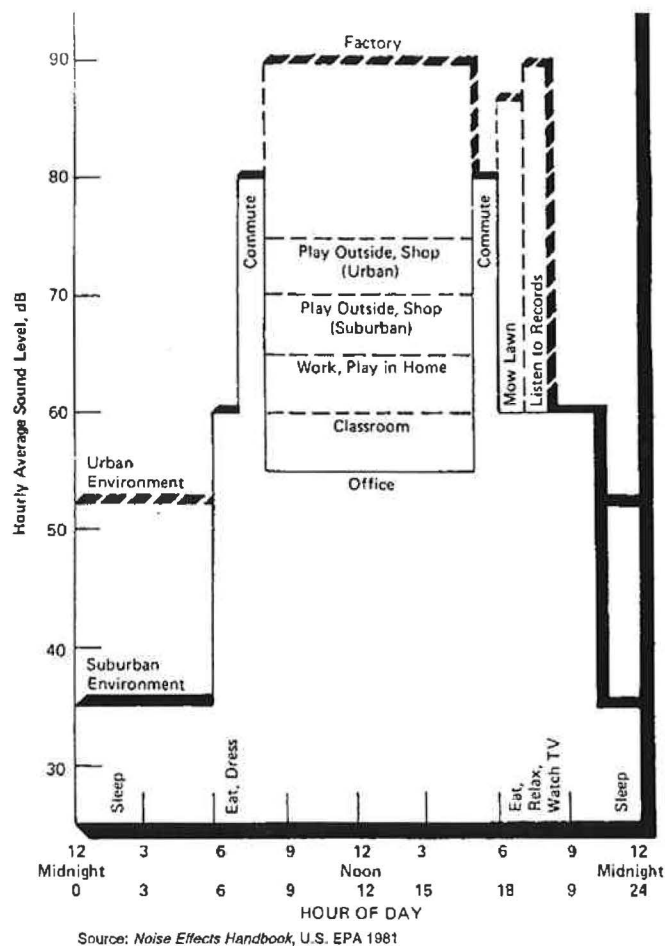 Hourly Average Sound Level, dB
90
80
70
60
50
40
30
Factory
Commute
Play Outside, Shop
(Urban)
Play Outside, Shop
(Suburban)
Work, Play in Home
Classroom
Office
Commute
Mow Lawn
Listen to Records
Urban
Environment
Suburban
Environment
Sleep
Eat, Dress
Eat,
Relax,
Watch TV
Sleep
12 3 6 9 12 3 6 9 12
Midnight Noon Midnight
0 3 6 9 12 15 18 9 24
HOUR OF DAY
Source: Noise Effects Handbook, U.S. EPA 1981